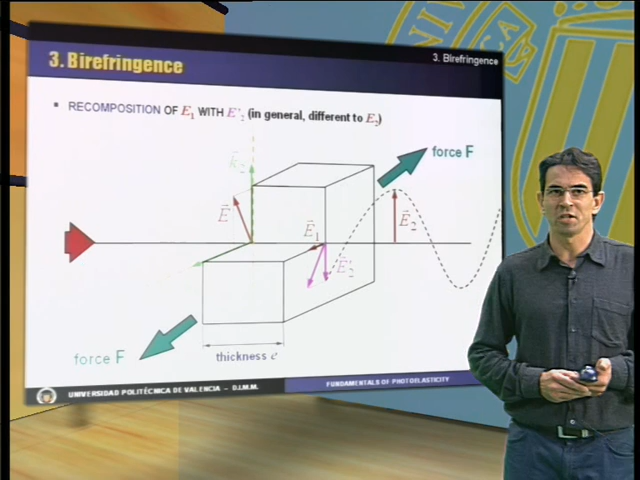 3. Birefringence
3. Birefringence
▪ RECOMPOSITION OF E₁ WITH E'₂ (in general, different to E₂)
k₂
force F
E
E₁
E₂
E'₂
force F
thickness e
UNIVERSIDAD POLITÉCNICA DE VALENCIA – D.I.M.M.
FUNDAMENTALS OF PHOTOELASTICITY